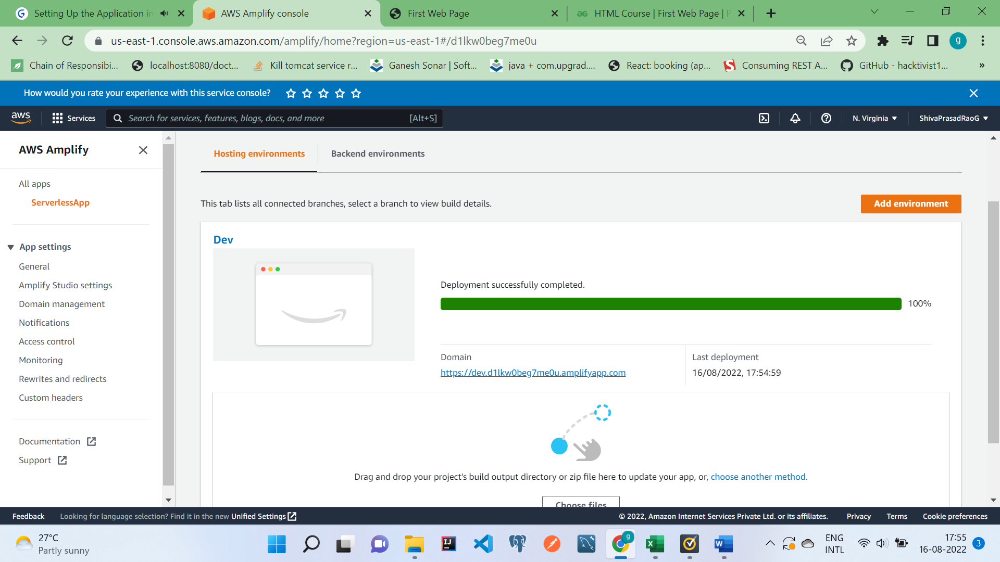 Setting Up the Application in
AWS Amplify console
First Web Page
HTML Course | First Web Page | P
us-east-1.console.aws.amazon.com/amplify/home?region=us-east-1#/d1lkw0beg7me0u
g
Chain of Responsibi...
localhost:8080/doct...
Kill tomcat service r...
Ganesh Sonar | Soft...
java + com.upgrad....
React: booking (ap...
Consuming REST A...
GitHub - hacktivist1...
»
How would you rate your experience with this service console?
aws
Services
Search for services, features, blogs, docs, and more
[Alt+S]
N. Virginia
ShivaPrasadRaoG
AWS Amplify
All apps
ServerlessApp
App settings
General
Amplify Studio settings
Domain management
Notifications
Access control
Monitoring
Rewrites and redirects
Custom headers
Documentation
Support
Hosting environments
Backend environments
This tab lists all connected branches, select a branch to view build details.
Add environment
Dev
Deployment successfully completed.
100%
Domain
https://dev.d1lkw0beg7me0u.amplifyapp.com
Last deployment
16/08/2022, 17:54:59
Drag and drop your project's build output directory or zip file here to update your app, or, choose another method.
Choose files
Feedback
Looking for language selection? Find it in the new Unified Settings
© 2022, Amazon Internet Services Private Ltd. or its affiliates.
Privacy
Terms
Cookie preferences
27°C
Partly sunny
ENG
INTL
17:55
16-08-2022
3